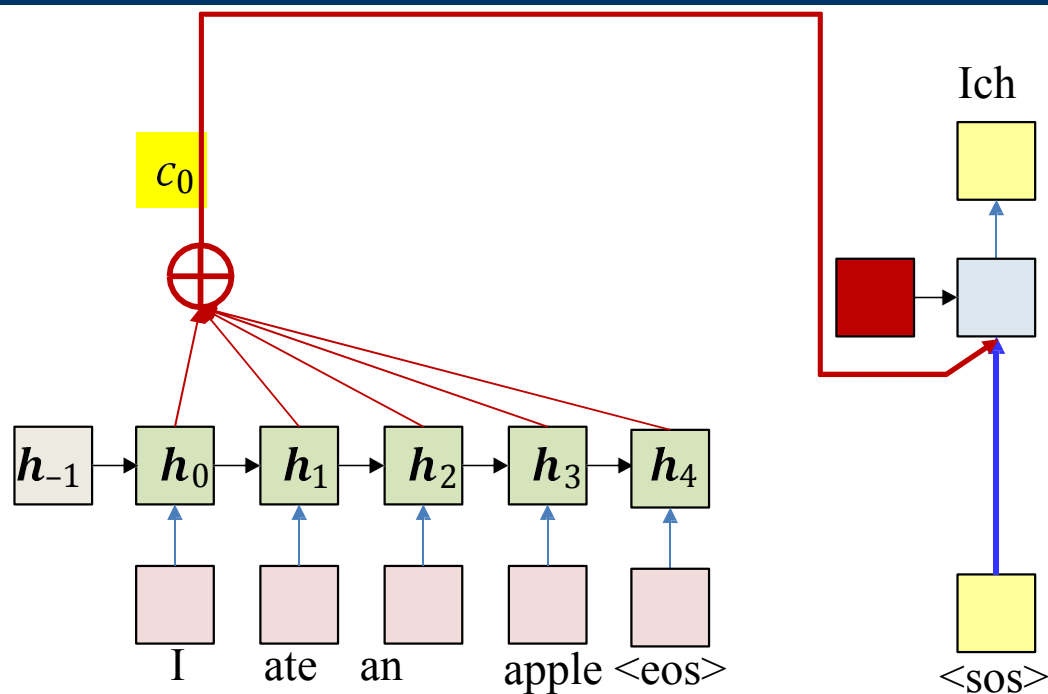 Ich
c₀
h₋₁ h₀ h₁ h₂ h₃ h₄
I ate an apple <eos> <sos>